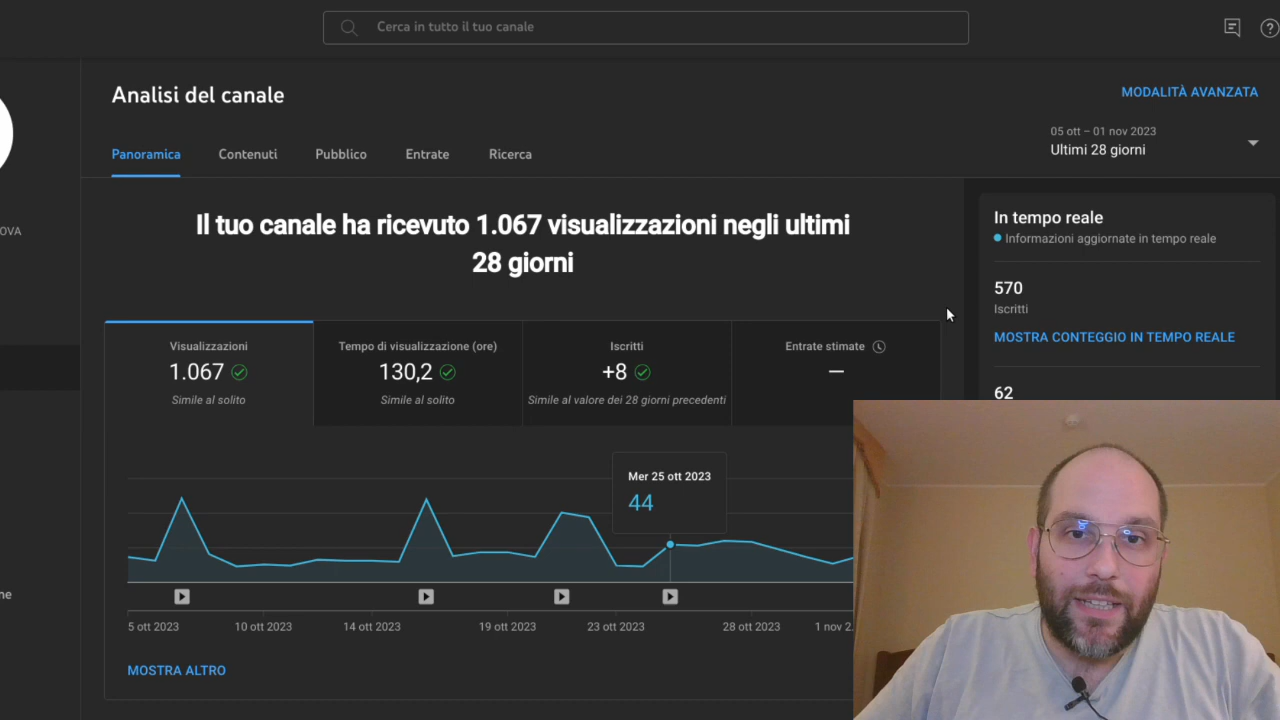 Cerca in tutto il tuo canale
Analisi del canale
MODALITÀ AVANZATA
05 ott – 01 nov 2023
Ultimi 28 giorni
Panoramica
Contenuti
Pubblico
Entrate
Ricerca
OVA
Il tuo canale ha ricevuto 1.067 visualizzazioni negli ultimi
28 giorni
In tempo reale
Informazioni aggiornate in tempo reale
570
Iscritti
MOSTRA CONTEGGIO IN TEMPO REALE
62
Visualizzazioni
1.067
Simile al solito
Tempo di visualizzazione (ore)
130,2
Simile al solito
Iscritti
+8
Simile al valore dei 28 giorni precedenti
Entrate stimate
—
Mer 25 ott 2023
44
ne
5 ott 2023
10 ott 2023
14 ott 2023
19 ott 2023
23 ott 2023
28 ott 2023
1 nov 2.
MOSTRA ALTRO